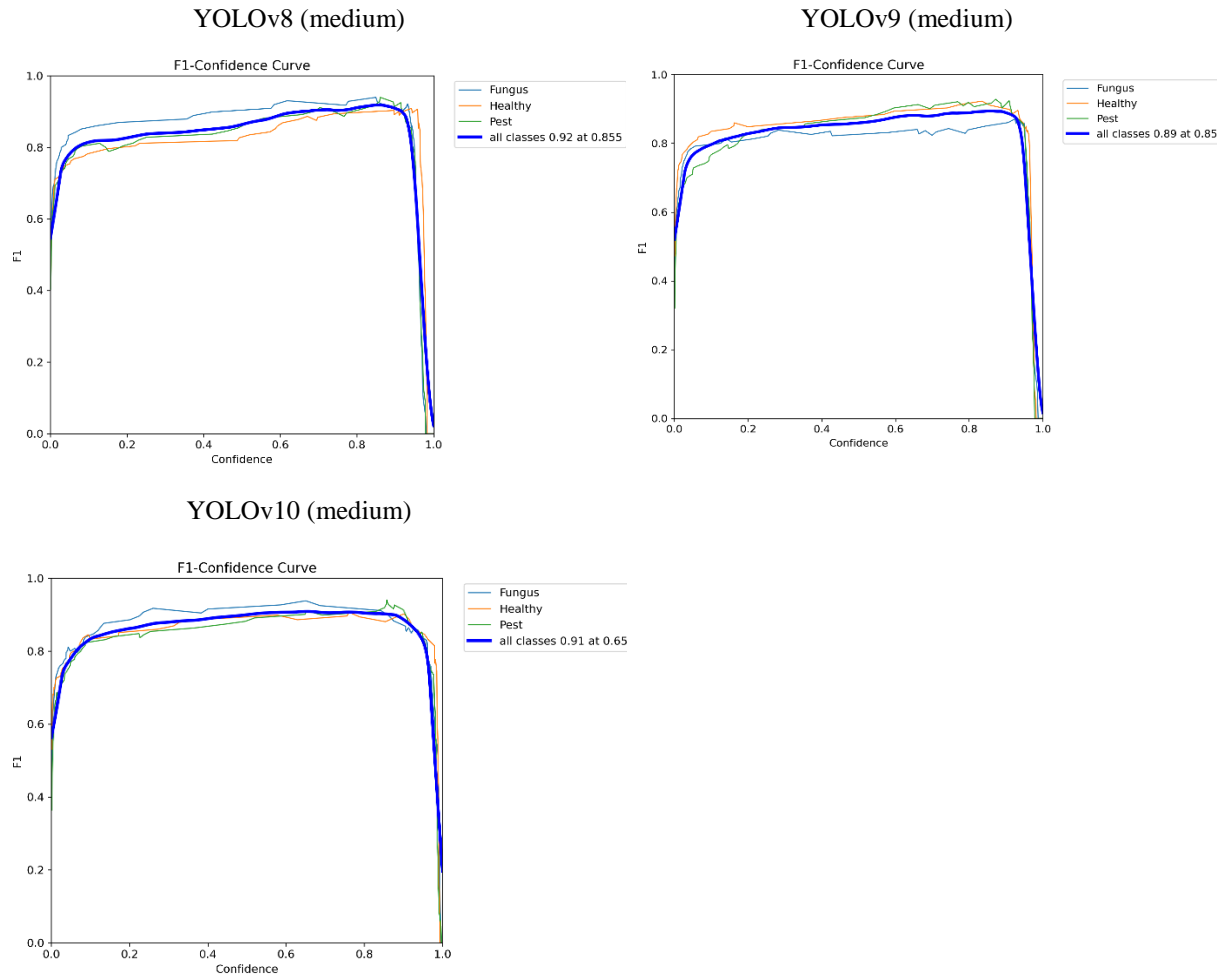 YOLOv8 (medium)
F1-Confidence Curve
1.0
0.8
0.6
0.4
0.2
0.0
F1
0.0 0.2 0.4 0.6 0.8 1.0
Confidence
Fungus
Healthy
Pest
all classes 0.92 at 0.855
YOLOv9 (medium)
F1-Confidence Curve
1.0
0.8
0.6
0.4
0.2
0.0
F1
0.0 0.2 0.4 0.6 0.8 1.0
Confidence
Fungus
Healthy
Pest
all classes 0.89 at 0.85
YOLOv10 (medium)
F1-Confidence Curve
1.0
0.8
0.6
0.4
0.2
0.0
F1
0.0 0.2 0.4 0.6 0.8 1.0
Confidence
Fungus
Healthy
Pest
all classes 0.91 at 0.65